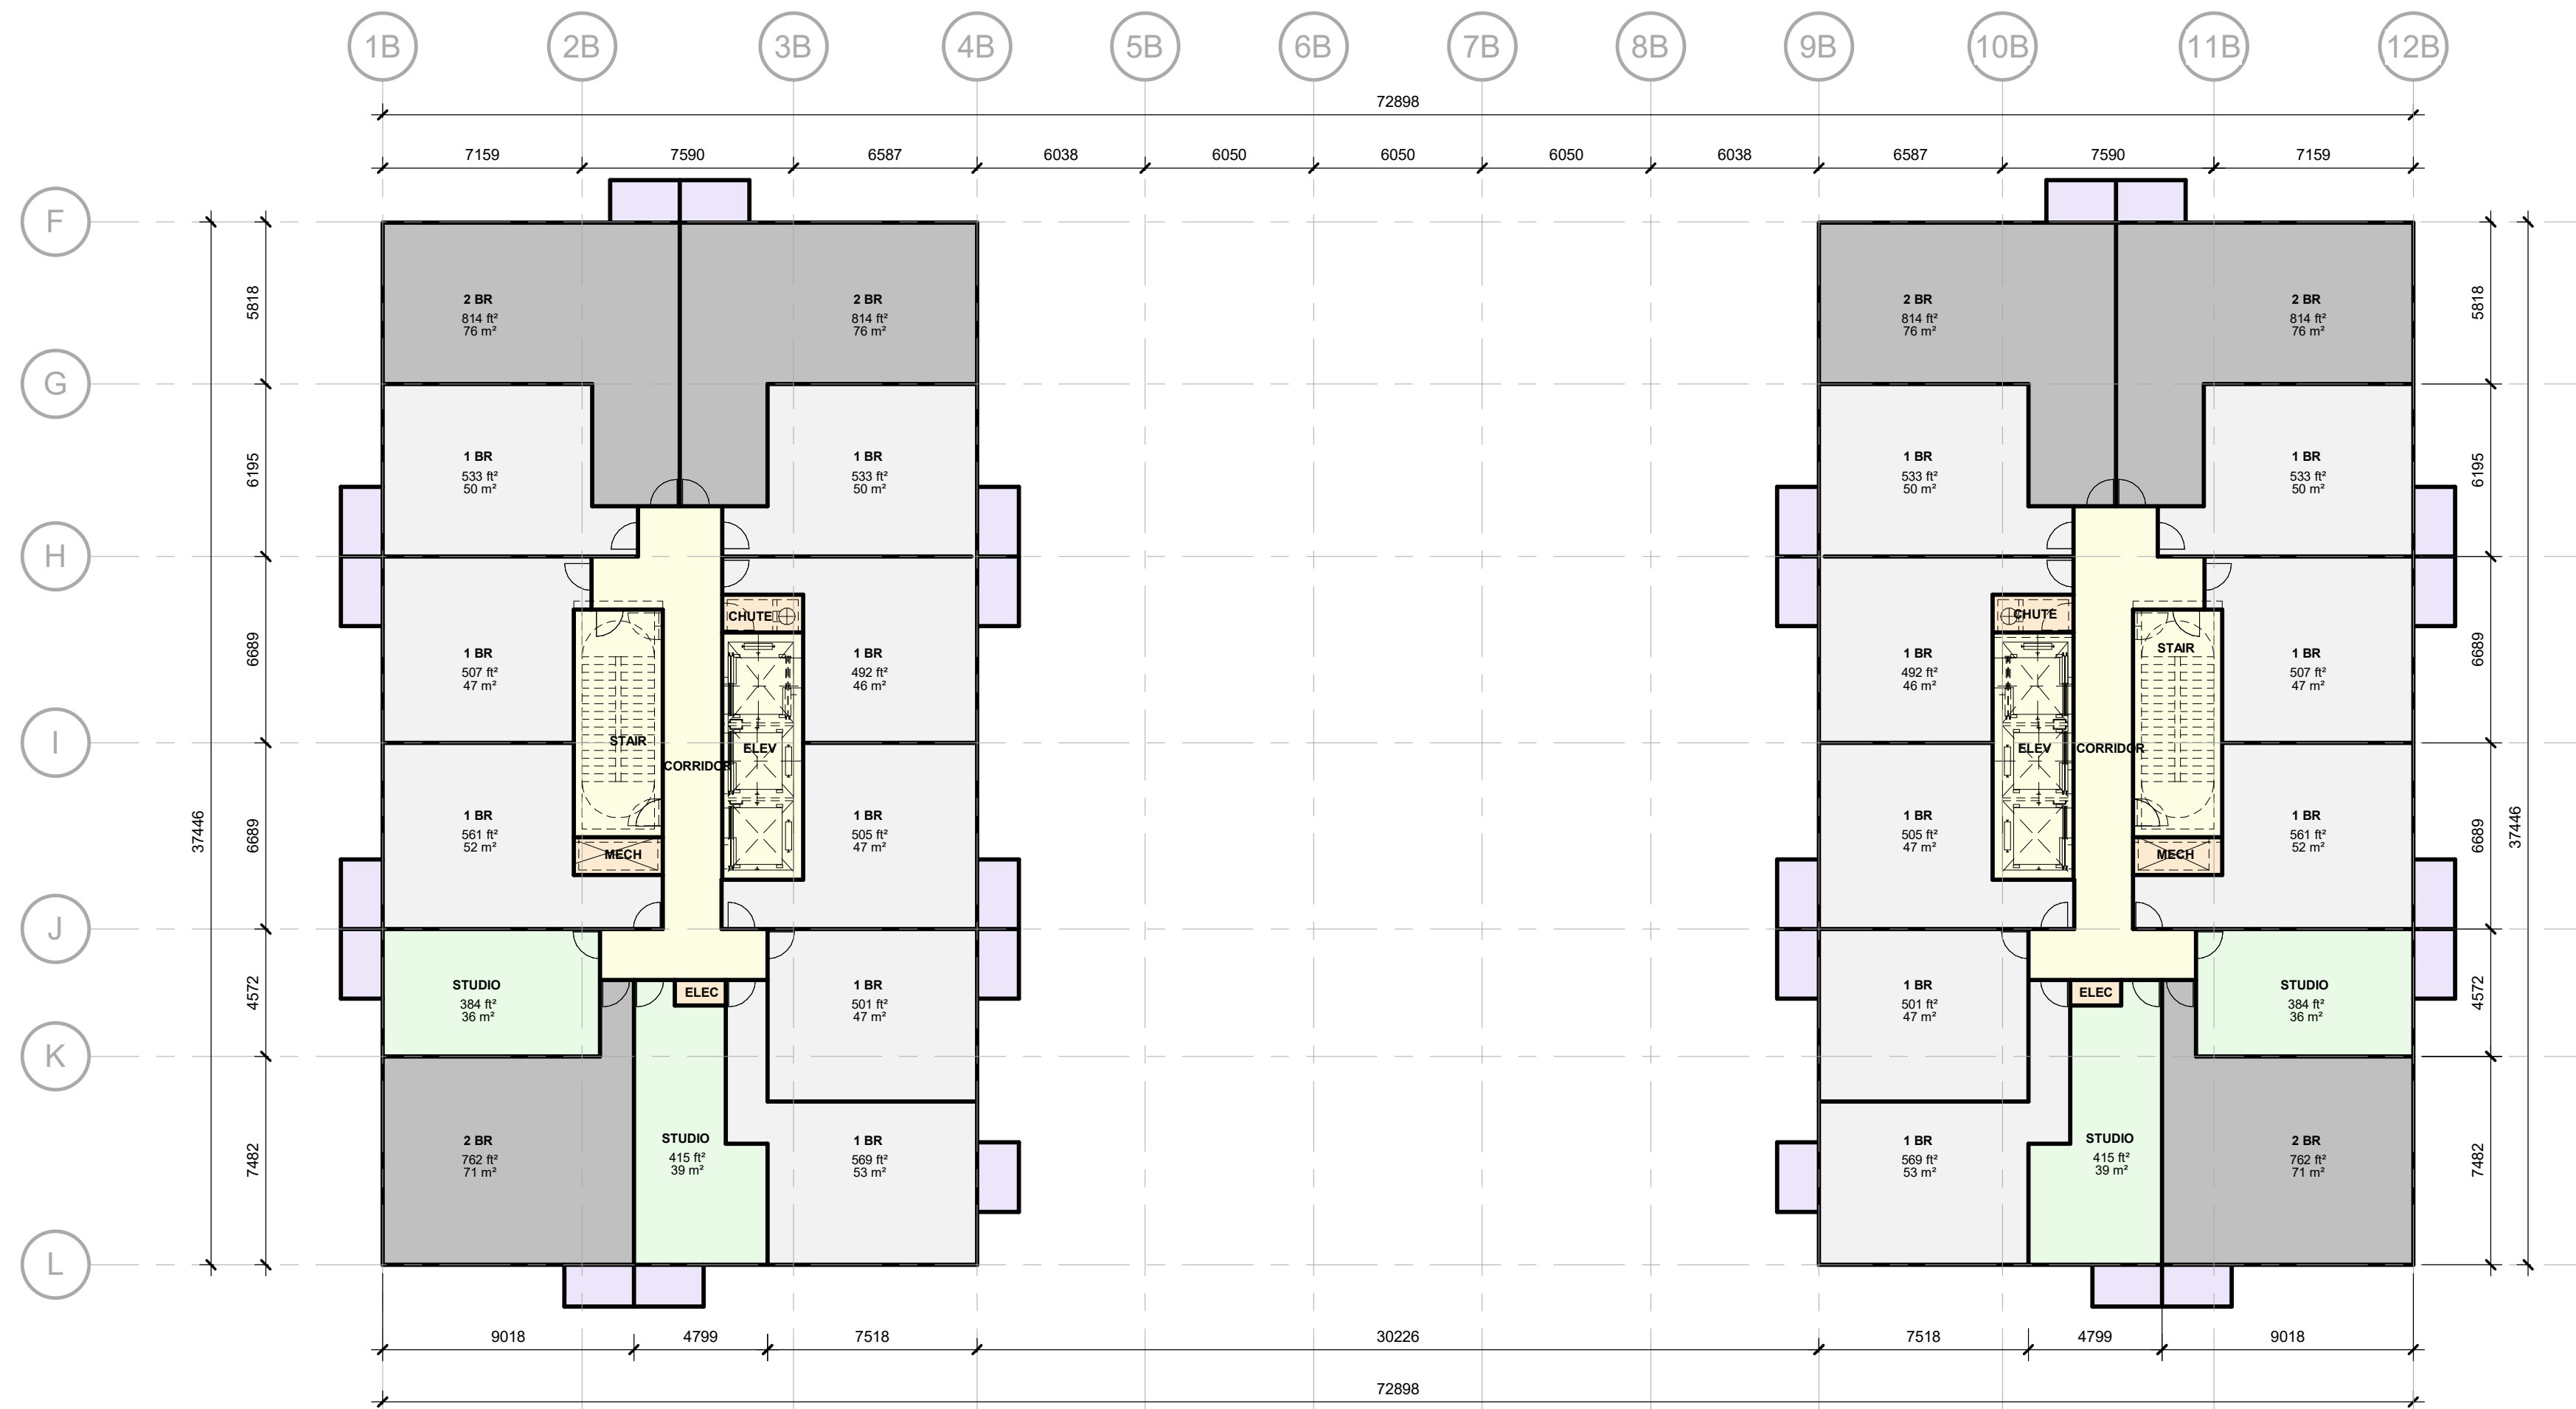 1B 2B 3B 4B 5B 6B 7B 8B 9B 10B 11B 12B
72898
7159 7590 6587 6038 6050 6050 6050 6038 6587 7590 7159
F
5818 5818
2 BR 2 BR 2 BR 2 BR
814 ft² 814 ft² 814 ft² 814 ft²
76 m² 76 m² 76 m² 76 m²
G
6195 6195
1 BR 1 BR 1 BR 1 BR
533 ft² 533 ft² 533 ft² 533 ft²
50 m² 50 m² 50 m² 50 m²
H
CHUTE CHUTE
6689 6689
STAIR
1 BR 1 BR 1 BR 1 BR
507 ft² 492 ft² 492 ft² 507 ft²
47 m² 46 m² 46 m² 47 m²
I
STAIR ELEV ELEV CORRIDOR
CORRIDOR
37446 6689 6689 37446
1 BR 1 BR 1 BR 1 BR
561 ft² 505 ft² 505 ft² 561 ft²
52 m² 47 m² 47 m² 52 m²
MECH MECH
J
4572 4572
STUDIO ELEC 1 BR 1 BR ELEC STUDIO
384 ft² 501 ft² 501 ft² 384 ft²
36 m² 47 m² 47 m² 36 m²
K
7482 7482
2 BR STUDIO 1 BR 1 BR STUDIO 2 BR
762 ft² 415 ft² 569 ft² 569 ft² 415 ft² 762 ft²
71 m² 39 m² 53 m² 53 m² 39 m² 71 m²
L
9018 4799 7518 30226 7518 4799 9018
72898